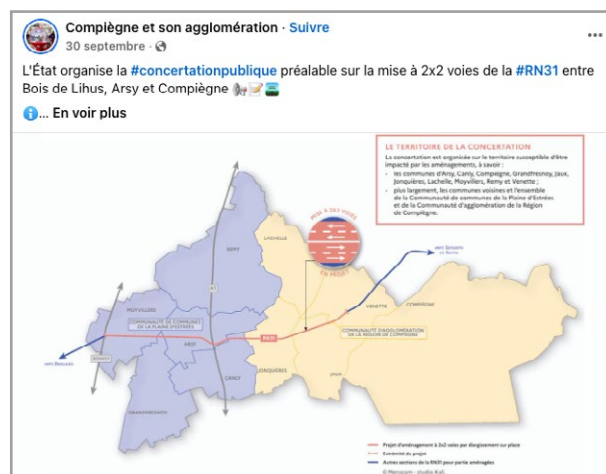 Compiègne et son agglomération · Suivre
30 septembre ·
L'État organise la #concertationpublique préalable sur la mise à 2x2 voies de la #RN31 entre
Bois de Lihus, Arsy et Compiègne
... En voir plus
LE TERRITOIRE DE LA CONCERTATION
La concertation est organisée sur le territoire susceptible d'être
impacté par les aménagements, à savoir :
- les communes d'Arsy, Canly, Compiègne, Grandfresnoy, Jaux,
Jonquières, Lachelle, Moyvillers, Remy et Venette ;
- plus largement, les communes voisines et l'ensemble
de la Communauté de communes de la Plaine d'Estrées
et de la Communauté d'agglomération de la Région
de Compiègne.
MISE À 2X2 VOIES
EN PROJET
LACHELLE
REMY
A1
VENETTE
COMPIÈGNE
MOYVILLERS
COMMUNAUTÉ DE COMMUNES
DE LA PLAINE D'ESTRÉES
RN31
COMMUNAUTÉ D'AGGLOMÉRATION
DE LA RÉGION DE COMPIÈGNE
ARSY
CANLY
JONQUIÈRES
JAUX
GRANDFRESNOY
Projet d'aménagement à 2x2 voies par élargissement sur place
Extrémité du projet
Autres sections de la RN31 pour partie aménagées